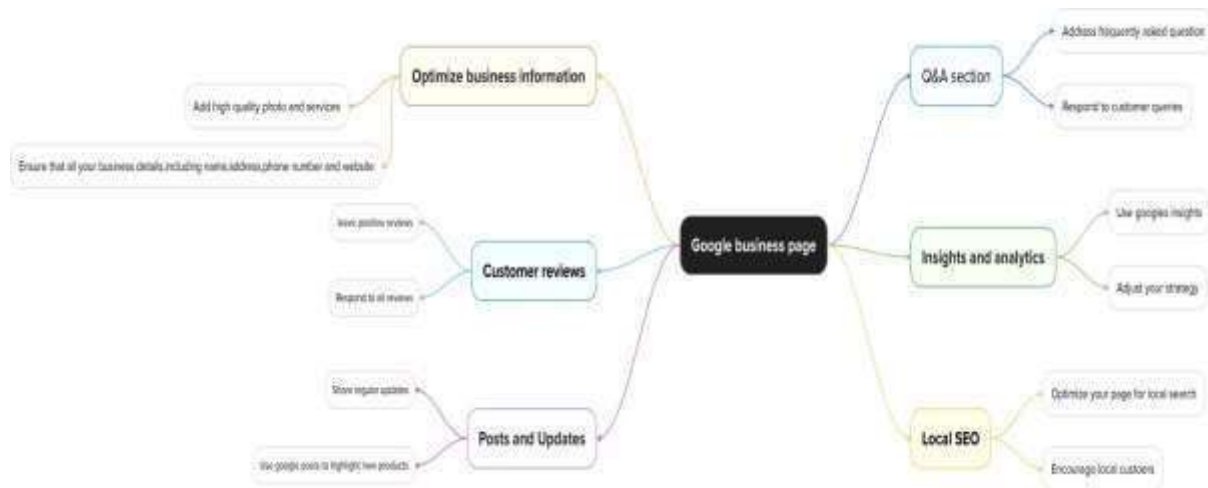 Google business page
Optimize business information
Add high quality photo and services
Ensure that all your business details,including name,address,phone number and website
Customer reviews
leave positive reviews
Respond to all reviews
Posts and Updates
Share regular updates
Use google posts to highlight new products
Q&A section
Address frequently asked question
Respond to customer queries
Insights and analytics
Use googles insights
Adjust your strategy
Local SEO
Optimize your page for local search
Encourage local